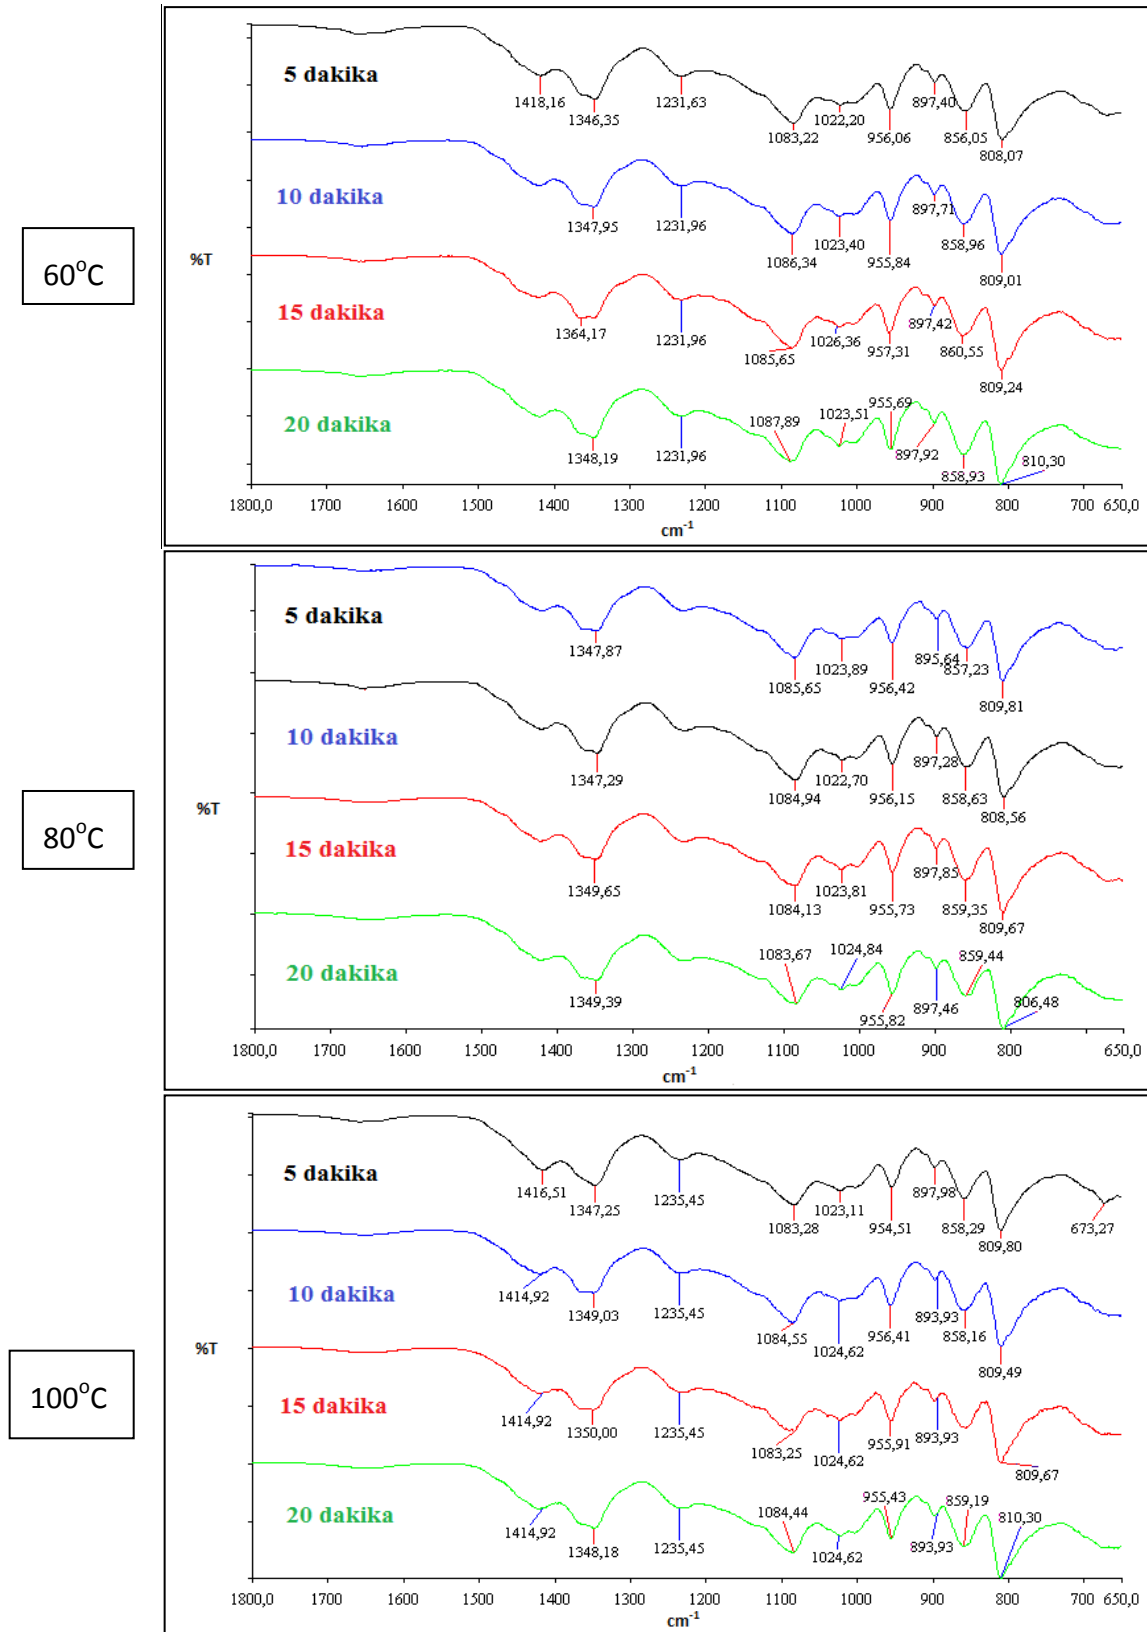 60°C
%T
5 dakika
1418,16 1346,35 1231,63 1083,22 1022,20 956,06 897,40 856,05 808,07
10 dakika
1347,95 1231,96 1086,34 1023,40 955,84 897,71 858,96 809,01
15 dakika
1364,17 1231,96 1085,65 1026,36 957,31 897,42 860,55 809,24
20 dakika
1348,19 1231,96 1087,89 1023,51 955,69 897,92 858,93 810,30
1800,0 1700 1600 1500 1400 1300 1200 1100 1000 900 800 700 650,0
cm-1
80°C
%T
5 dakika
1347,87 1085,65 1023,89 956,42 895,64 857,23 809,81
10 dakika
1347,29 1084,94 1022,70 956,15 897,28 858,63 808,56
15 dakika
1349,65 1084,13 1023,81 955,73 897,85 859,35 809,67
20 dakika
1349,39 1083,67 1024,84 955,82 897,46 859,44 806,48
1800,0 1700 1600 1500 1400 1300 1200 1100 1000 900 800 650,0
cm-1
100°C
%T
5 dakika
1416,51 1347,25 1235,45 1083,28 1023,11 954,51 897,98 858,29 809,80 673,27
10 dakika
1414,92 1349,03 1235,45 1084,55 1024,62 956,41 893,93 858,16 809,49
15 dakika
1414,92 1350,00 1235,45 1083,25 1024,62 955,91 893,93 809,67
20 dakika
1414,92 1348,18 1235,45 1084,44 1024,62 955,43 893,93 859,19 810,30
1800,0 1700 1600 1500 1400 1300 1200 1100 1000 900 800 700 650,0
cm-1